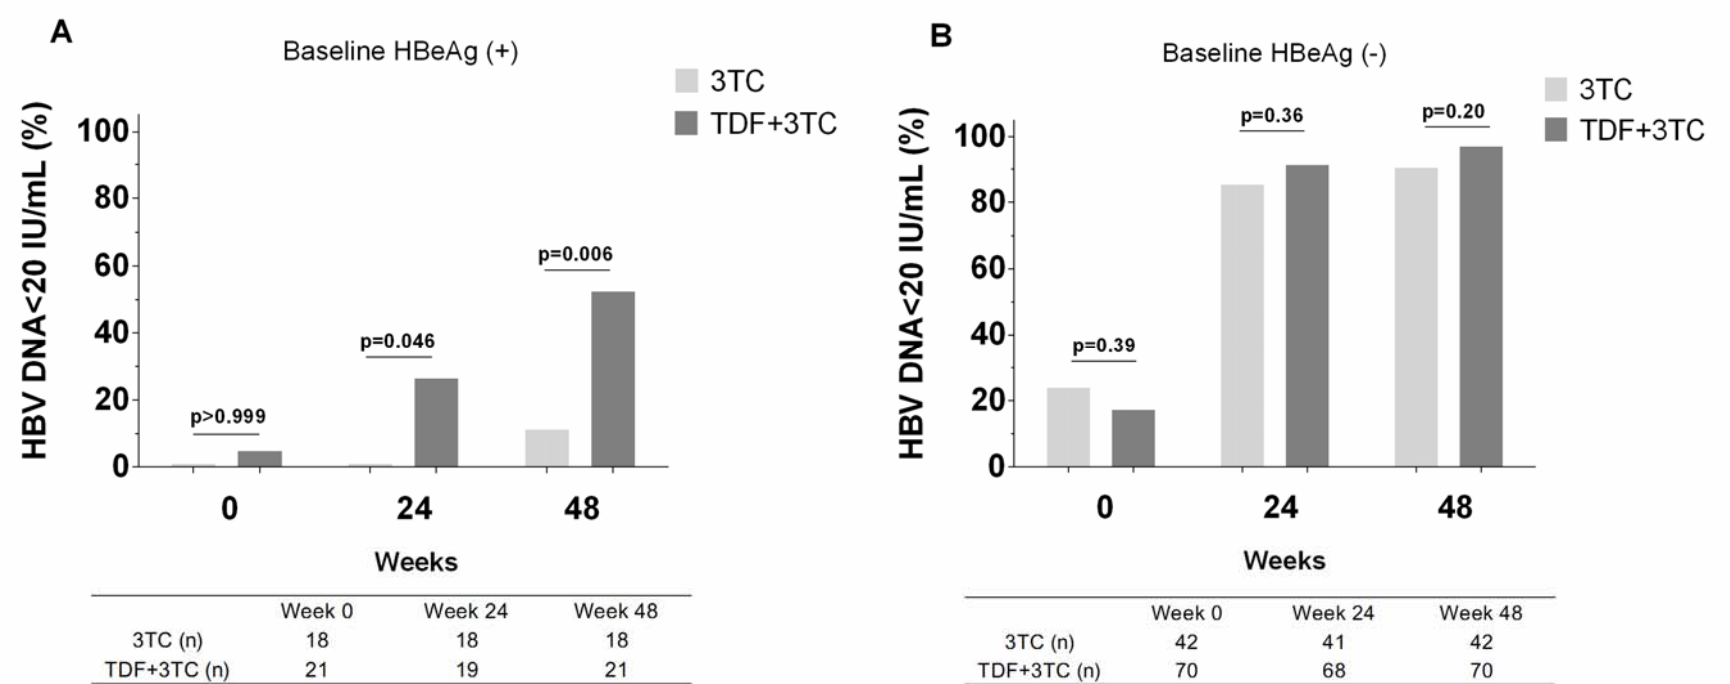 A
Baseline HBeAg (+)
3TC
TDF+3TC
HBV DNA<20 IU/mL (%)
100
80
60
40
20
0
p>0.999
p=0.046
p=0.006
0 24 48
Weeks
Week 0 Week 24 Week 48
3TC (n) 18 18 18
TDF+3TC (n) 21 19 21
B
Baseline HBeAg (-)
3TC
TDF+3TC
HBV DNA<20 IU/mL (%)
100
80
60
40
20
0
p=0.39
p=0.36
p=0.20
0 24 48
Weeks
Week 0 Week 24 Week 48
3TC (n) 42 41 42
TDF+3TC (n) 70 68 70